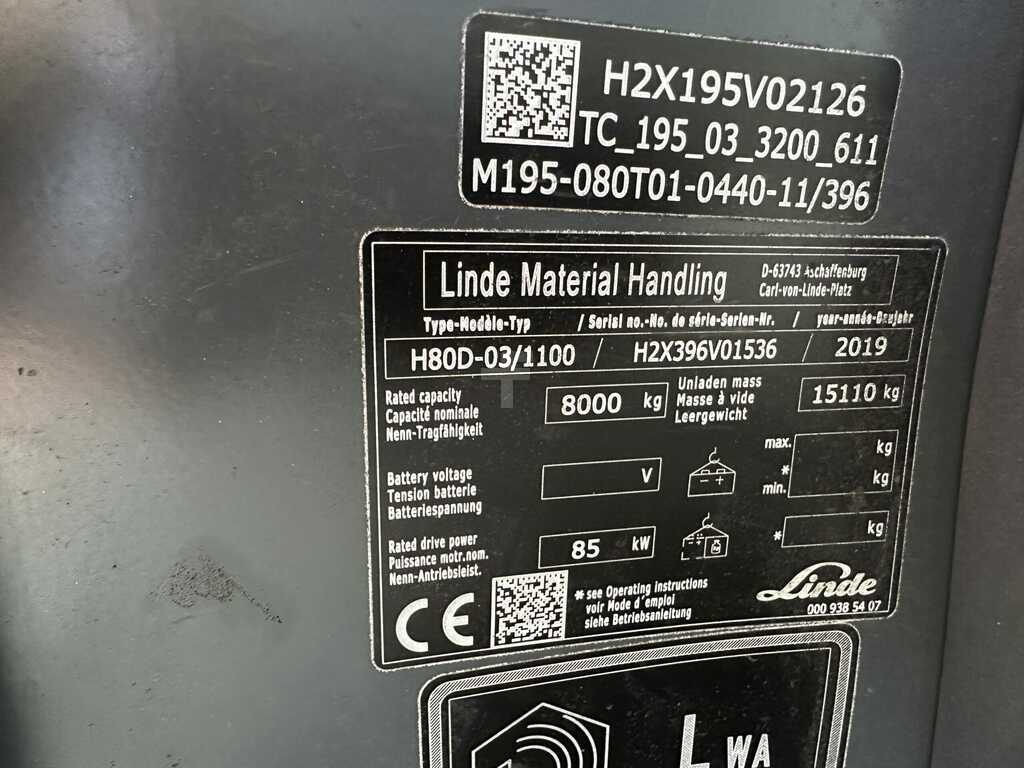 H2X195V02126
TC_195_03_3200_611
M195-080T01-0440-11/396
Linde Material Handling
D-63743 Aschaffenburg
Carl-von-Linde-Platz
Type-Modèle-Typ / Serial no.-No. de série-Serien-Nr. / year-année-Baujahr
H80D-03/1100 / H2X396V01536 / 2019
Rated capacity
Capacité nominale
Nenn-Tragfähigkeit
8000 kg
Unladen mass
Masse à vide
Leergewicht
15110 kg
Battery voltage
Tension batterie
Batteriespannung
V
- +
max. kg
*
min. kg
Rated drive power
Puissance motr.nom.
Nenn-Antriebsleist.
85 kW
* kg
CE
* see Operating instructions
voir Mode d'emploi
siehe Betriebsanleitung
Linde
000 938 54 07
LWA